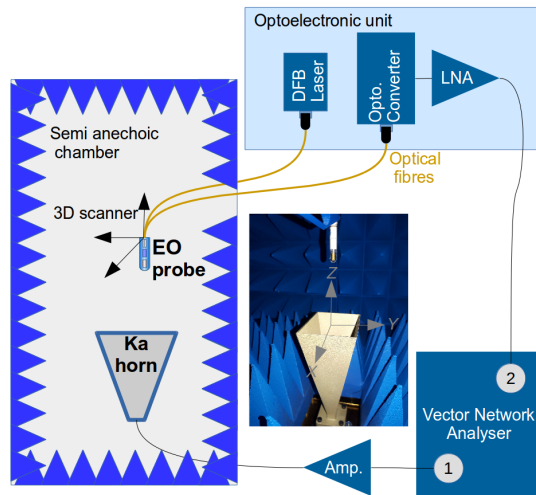 Optoelectronic unit
DFB
Laser
Opto.
Converter
LNA
Semi anechoic
chamber
Optical
fibres
3D scanner
EO
probe
Z
Y
X
Ka
horn
2
Vector Network
Analyser
1
Amp.